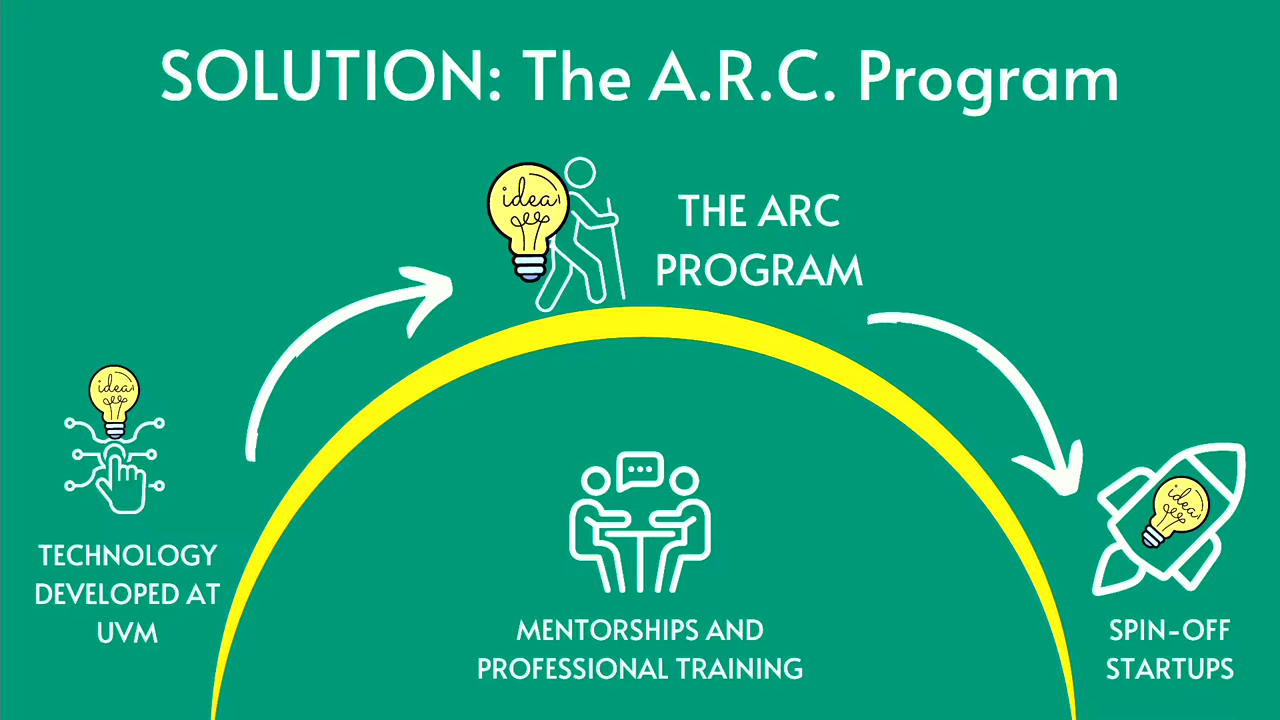 SOLUTION: The A.R.C. Program
idea
THE ARC
PROGRAM
idea
TECHNOLOGY
DEVELOPED AT
UVM
MENTORSHIPS AND
PROFESSIONAL TRAINING
idea
SPIN-OFF
STARTUPS